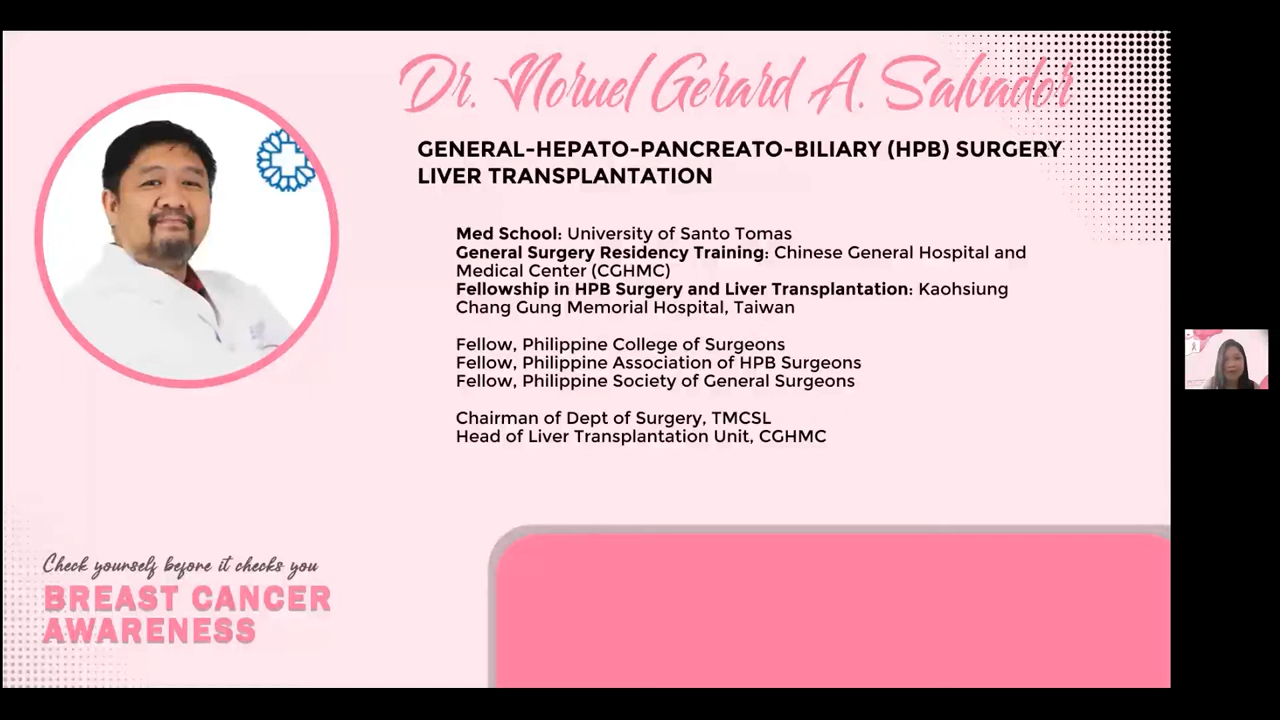 Dr. Noruel Gerard A. Salvador
GENERAL-HEPATO-PANCREATO-BILIARY (HPB) SURGERY
LIVER TRANSPLANTATION
Med School: University of Santo Tomas
General Surgery Residency Training: Chinese General Hospital and
Medical Center (CGHMC)
Fellowship in HPB Surgery and Liver Transplantation: Kaohsiung
Chang Gung Memorial Hospital, Taiwan
Fellow, Philippine College of Surgeons
Fellow, Philippine Association of HPB Surgeons
Fellow, Philippine Society of General Surgeons
Chairman of Dept of Surgery, TMCSL
Head of Liver Transplantation Unit, CGHMC
Check yourself before it checks you
BREAST CANCER
AWARENESS